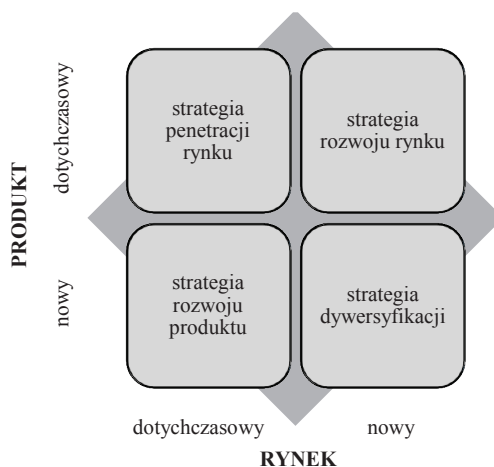 PRODUKT
dotychczasowy
nowy
strategia
penetracji
rynku
strategia
rozwoju rynku
strategia
rozwoju
produktu
strategia
dywersyfikacji
dotychczasowy
nowy
RYNEK